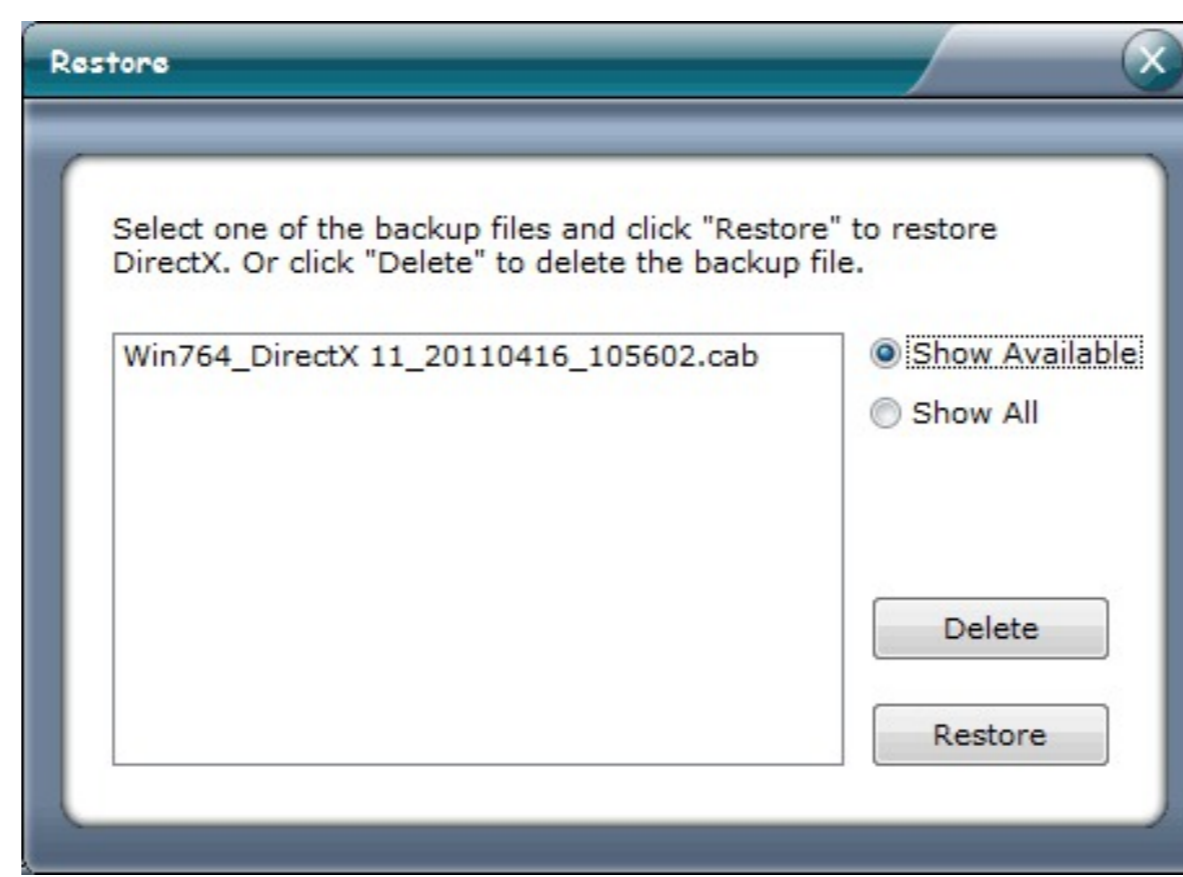 Restore
X
Select one of the backup files and click "Restore" to restore
DirectX. Or click "Delete" to delete the backup file.
Win764_DirectX 11_20110416_105602.cab
Show Available
Show All
Delete
Restore